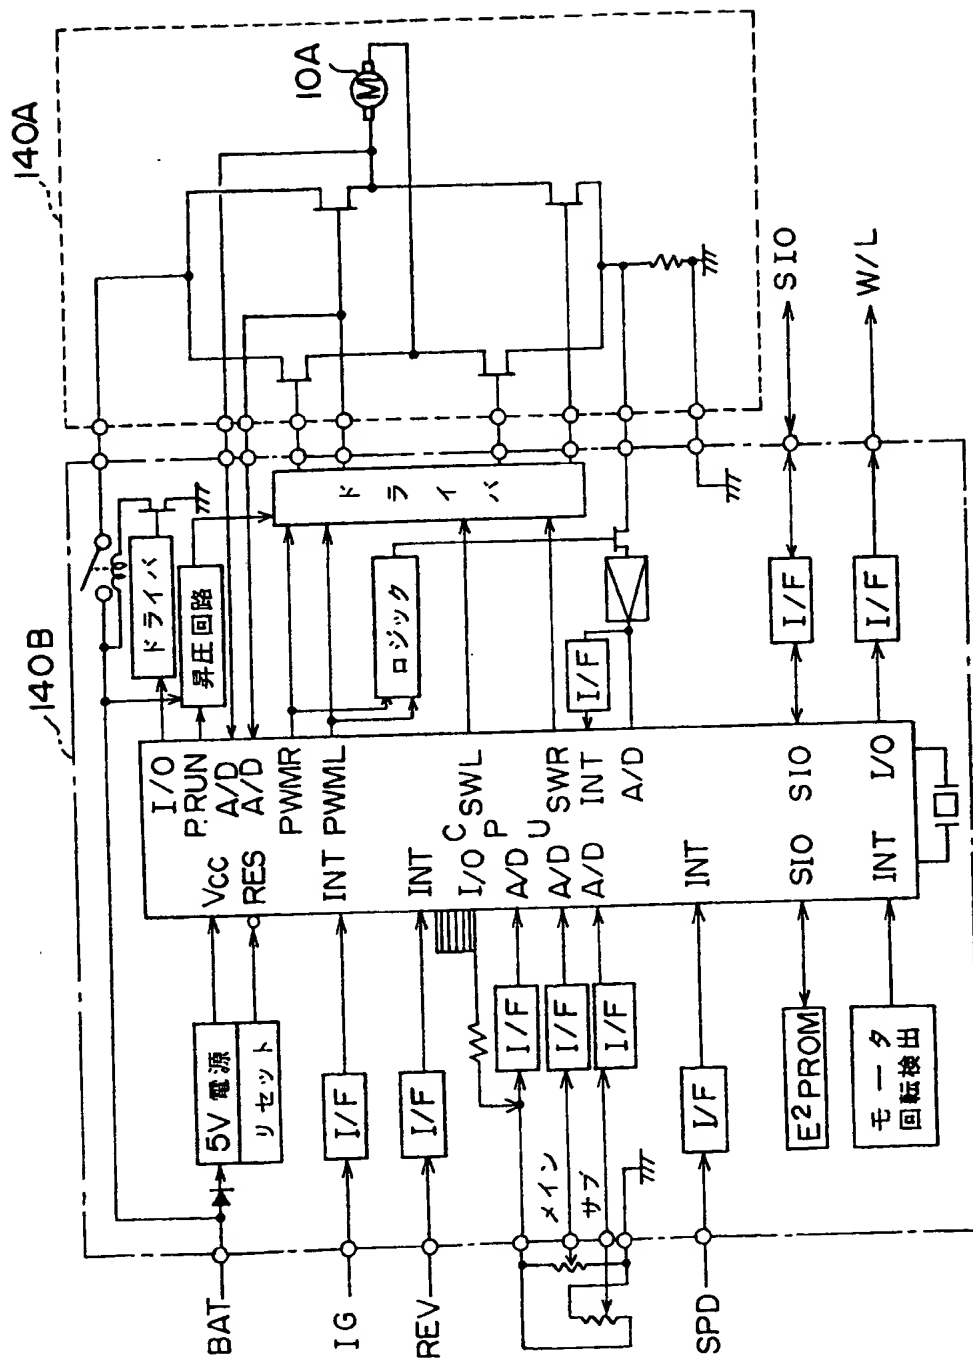 140A
10A
M
140B
ドライバ
昇圧回路
ドライバ
ロジック
I/F
I/F
SIO
I/F
W/L
I/O
P.RUN
A/D
A/D
PWMR
PWML
SWL
SWR
INT
A/D
SIO
I/O
CPU
Vcc
RES
INT
INT
I/O
A/D
A/D
A/D
INT
SIO
INT
5V電源
リセット
I/F
I/F
I/F
I/F
I/F
I/F
E²PROM
モータ
回転検出
メイン
サブ
BAT
IG
REV
SPD